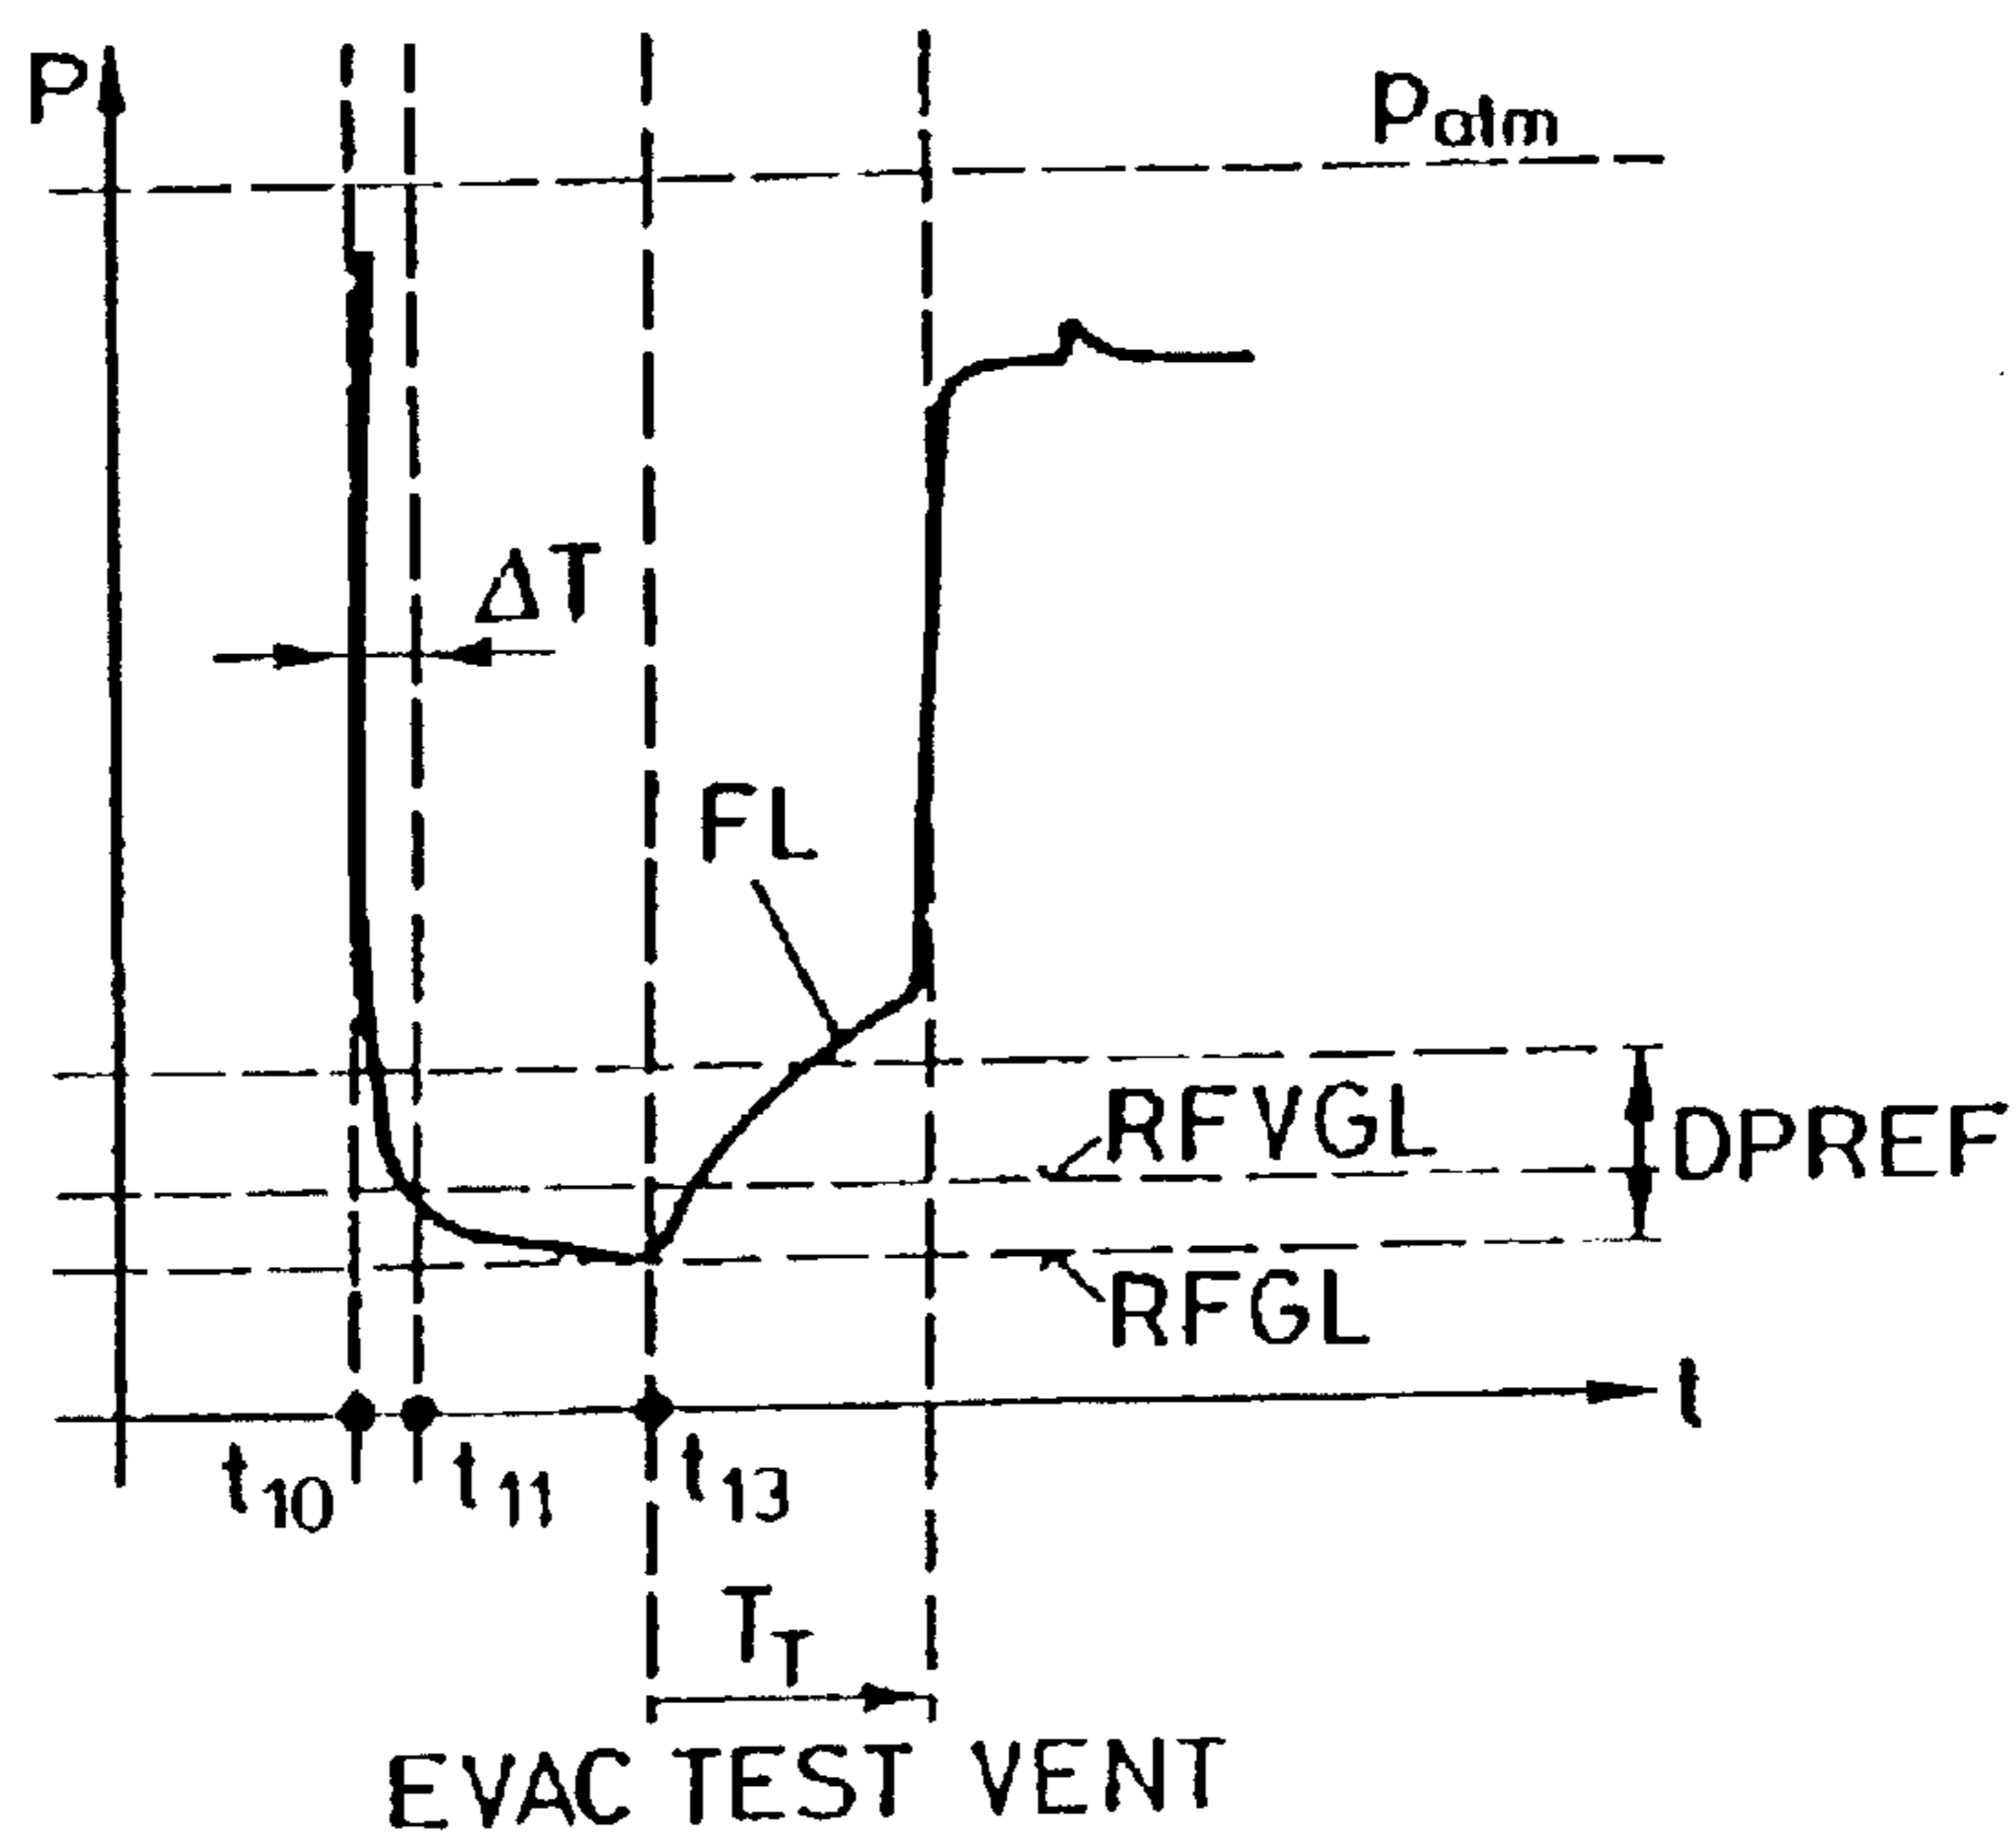 P
Patm
ΔT
FL
RFVGL
DPREF
RFGL
t
t10
t11
t13
TT
EVAC TEST VENT